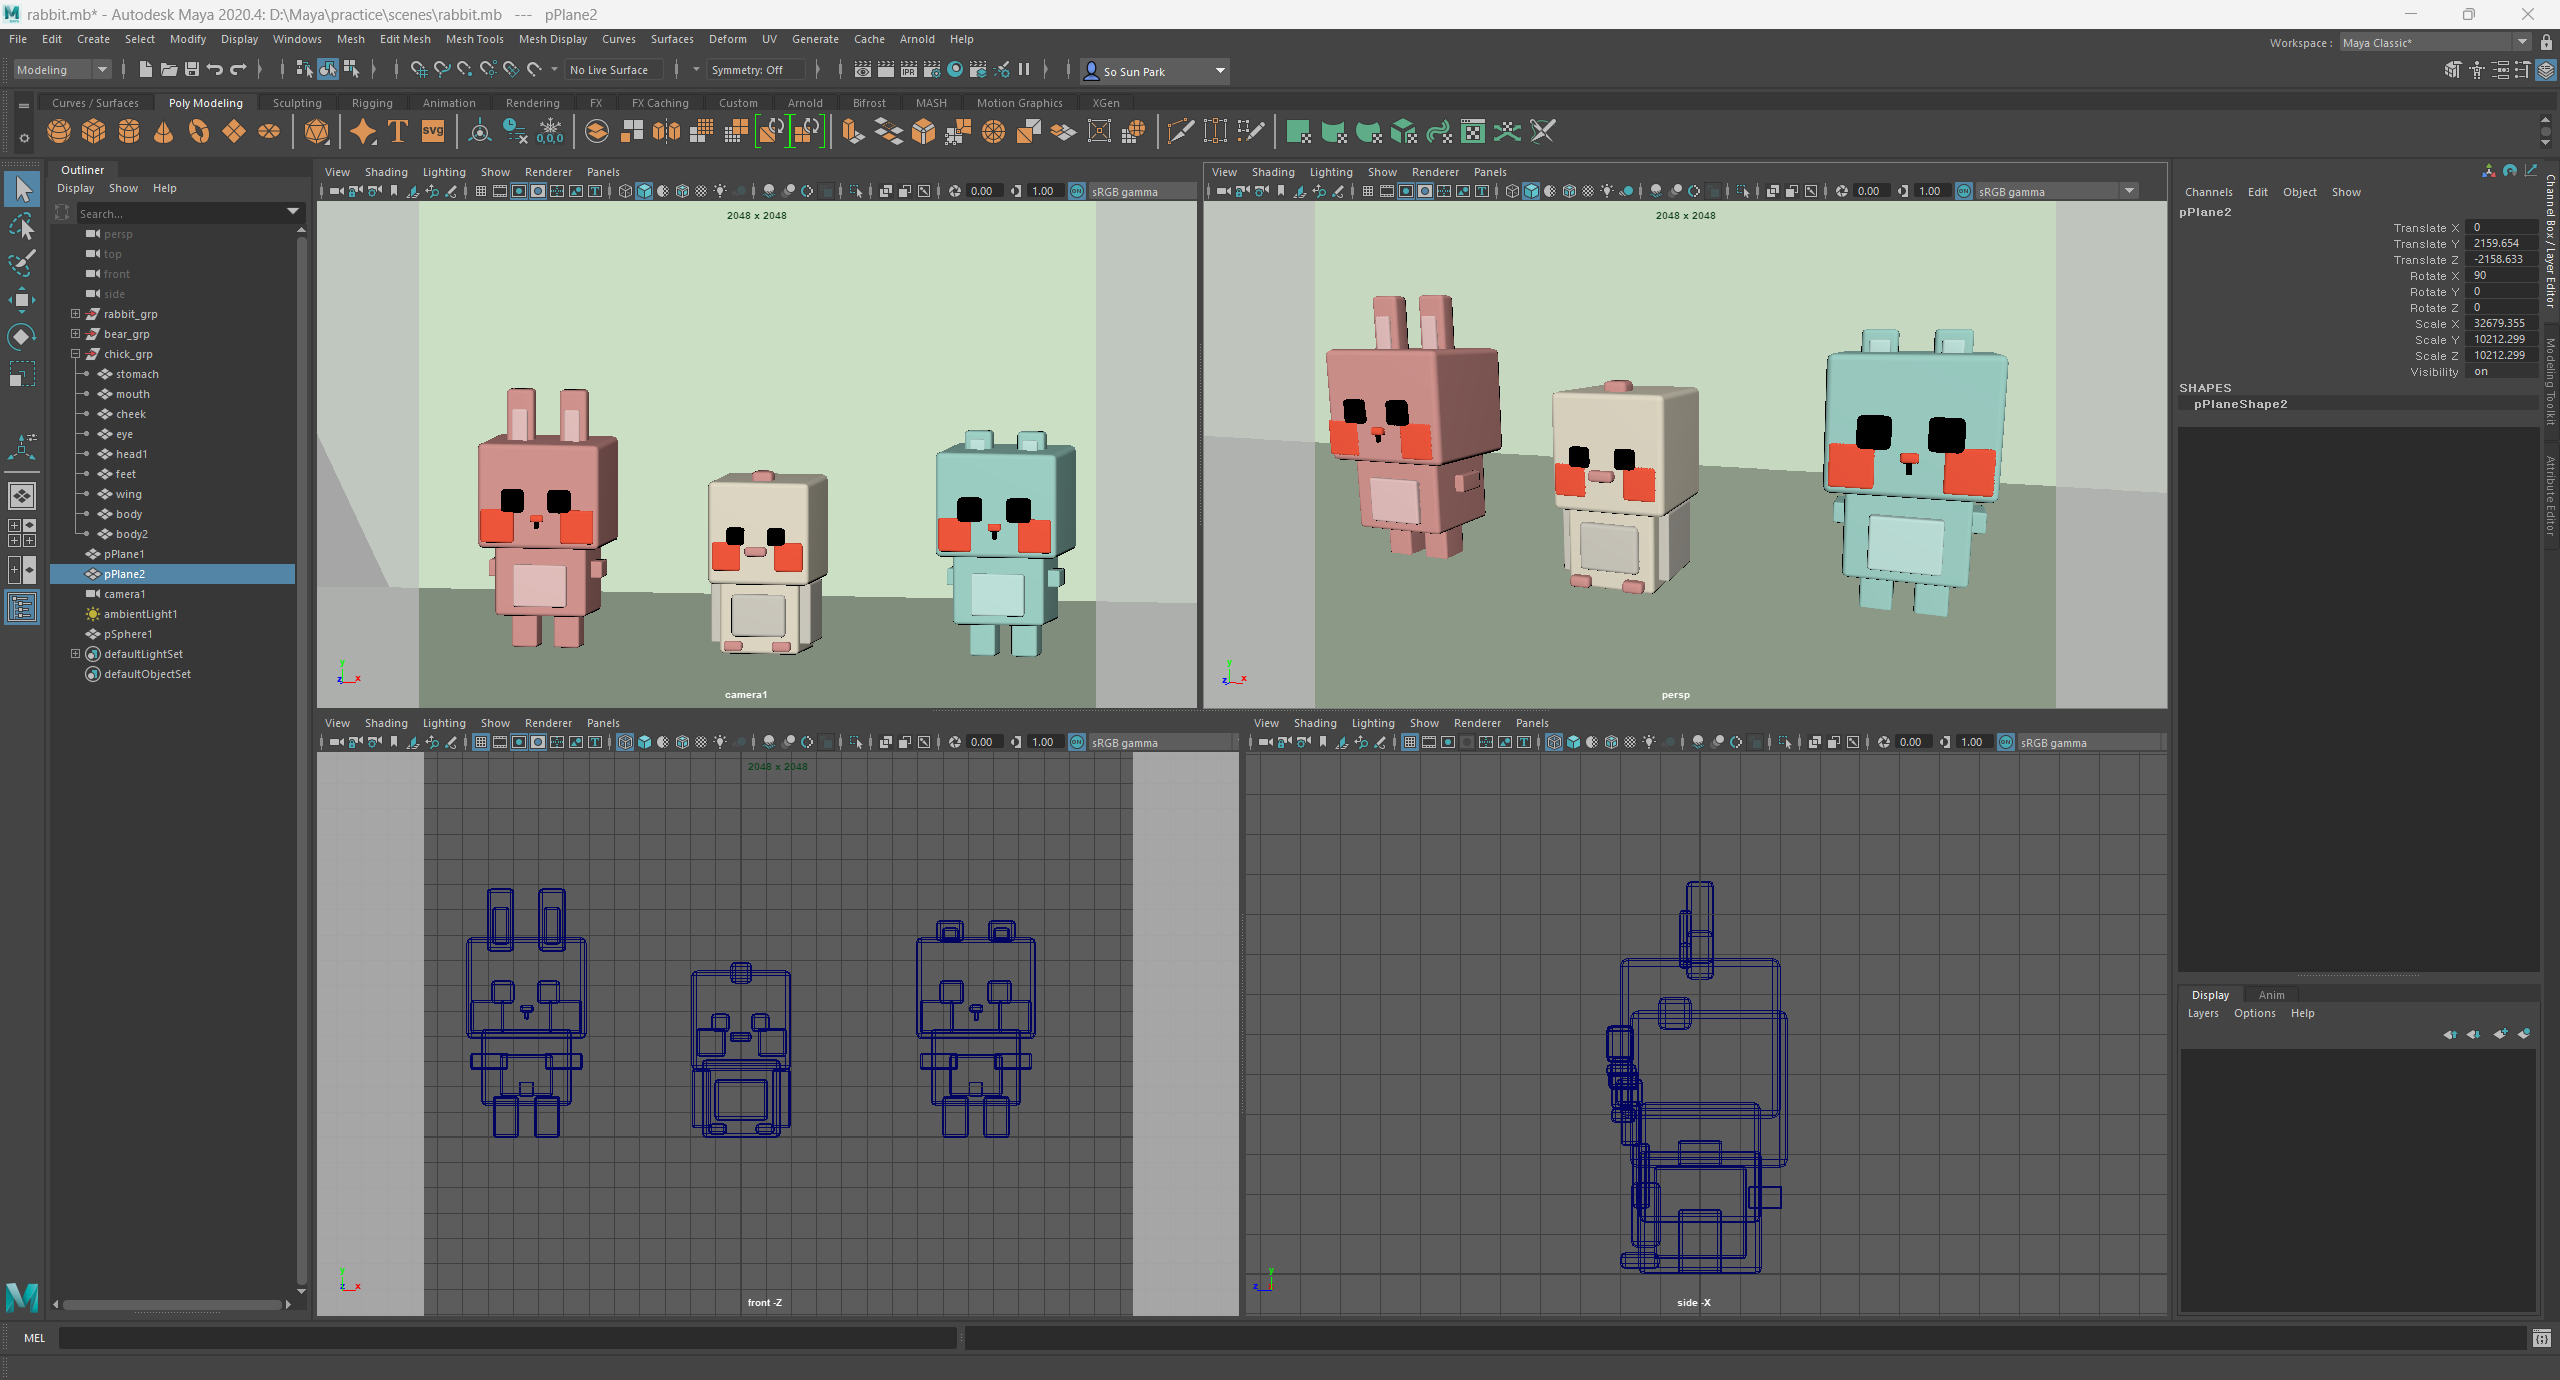 rabbit.mb* - Autodesk Maya 2020.4: D:\Maya\practice\scenes\rabbit.mb --- pPlane2
File Edit Create Select Modify Display Windows Mesh Edit Mesh Mesh Tools Mesh Display Curves Surfaces Deform UV Generate Cache Arnold Help
Workspace : Maya Classic*
Modeling No Live Surface Symmetry: Off So Sun Park
IPR
Curves / Surfaces Poly Modeling Sculpting Rigging Animation Rendering FX FX Caching Custom Arnold Bifrost MASH Motion Graphics XGen
T SVG 0,0,0
Outliner
Display Show Help
Search...
persp
top
front
side
rabbit_grp
bear_grp
chick_grp
stomach
mouth
cheek
eye
head1
feet
wing
body
body2
pPlane1
pPlane2
camera1
ambientLight1
pSphere1
defaultLightSet
defaultObjectSet
View Shading Lighting Show Renderer Panels
0.00 1.00 ON sRGB gamma
2048 x 2048
y
z x
camera1
View Shading Lighting Show Renderer Panels
0.00 1.00 ON sRGB gamma
2048 x 2048
y
z x
persp
View Shading Lighting Show Renderer Panels
0.00 1.00 ON sRGB gamma
2048 x 2048
y
z x
front -Z
View Shading Lighting Show Renderer Panels
0.00 1.00 ON sRGB gamma
y
z
side -X
Channels Edit Object Show
pPlane2
Translate X 0
Translate Y 2159.654
Translate Z -2158.633
Rotate X 90
Rotate Y 0
Rotate Z 0
Scale X 32679.355
Scale Y 10212.299
Scale Z 10212.299
Visibility on
SHAPES
pPlaneShape2
Channel Box / Layer Editor
Modeling Toolkit
Attribute Editor
Display Anim
Layers Options Help
MEL